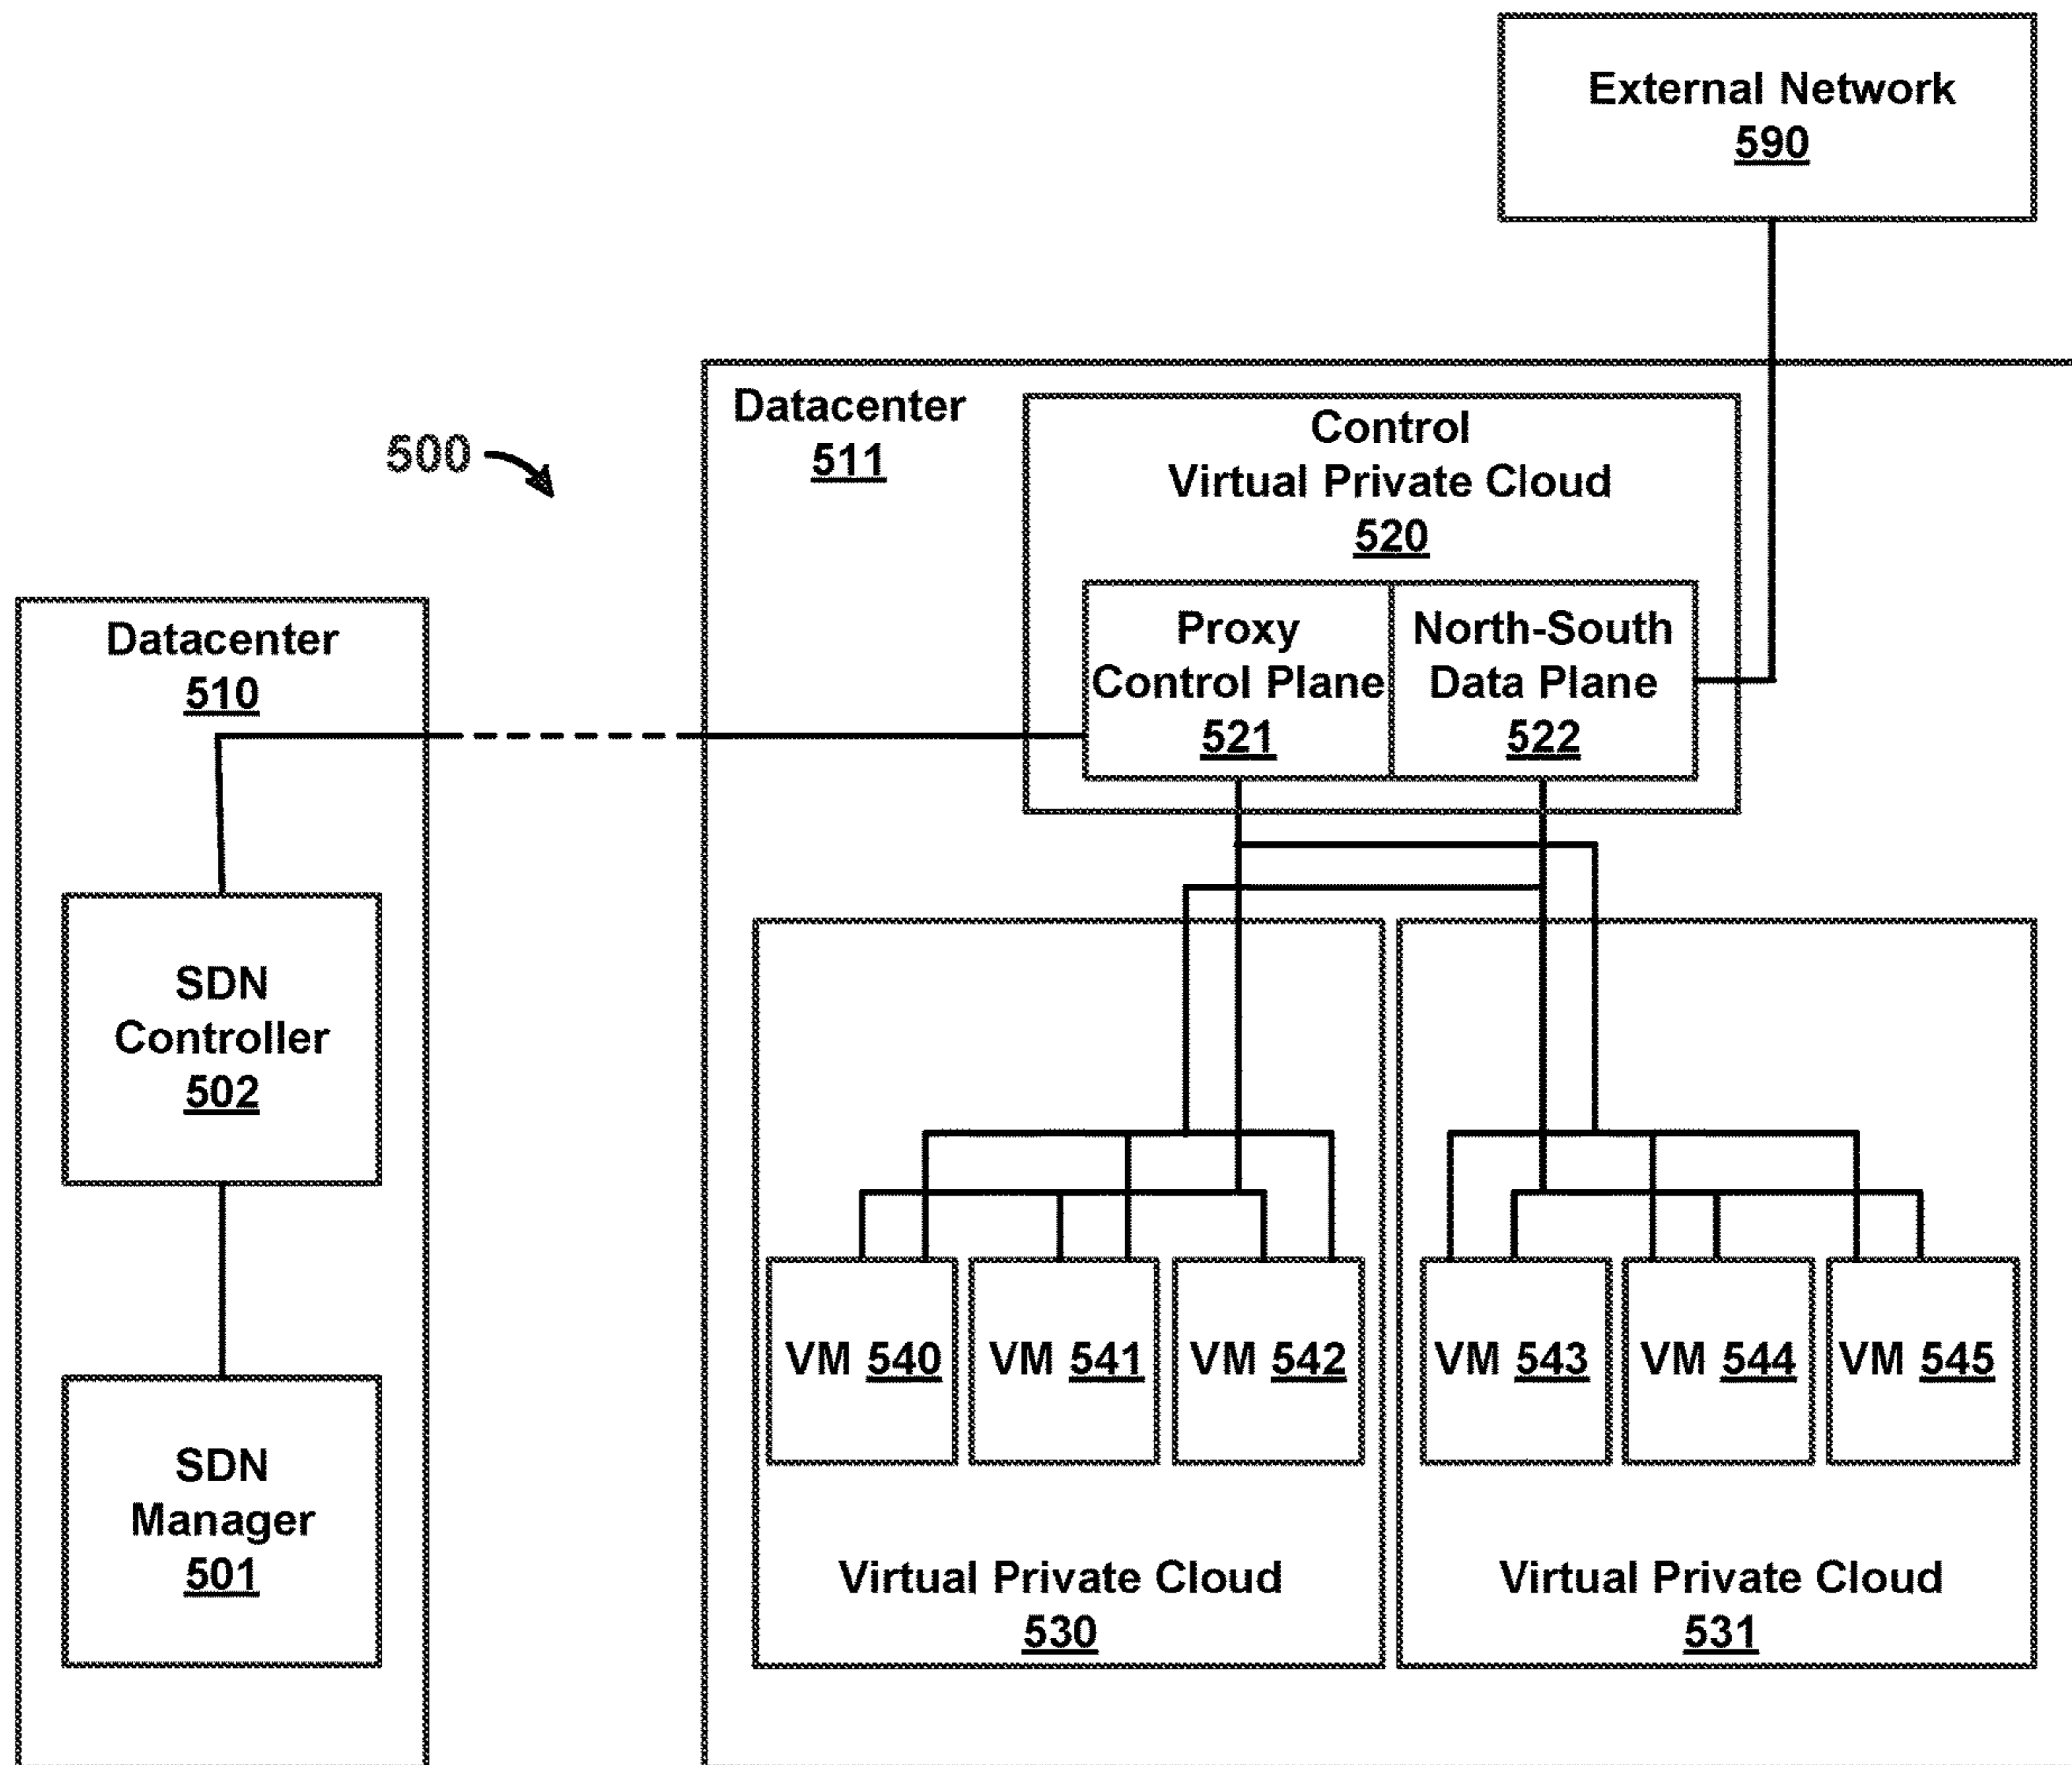 External Network
590
Datacenter
511
Control
Virtual Private Cloud
520
500
Proxy
Control Plane
521
North-South
Data Plane
522
Datacenter
510
SDN
Controller
502
SDN
Manager
501
VM 540
VM 541
VM 542
VM 543
VM 544
VM 545
Virtual Private Cloud
530
Virtual Private Cloud
531